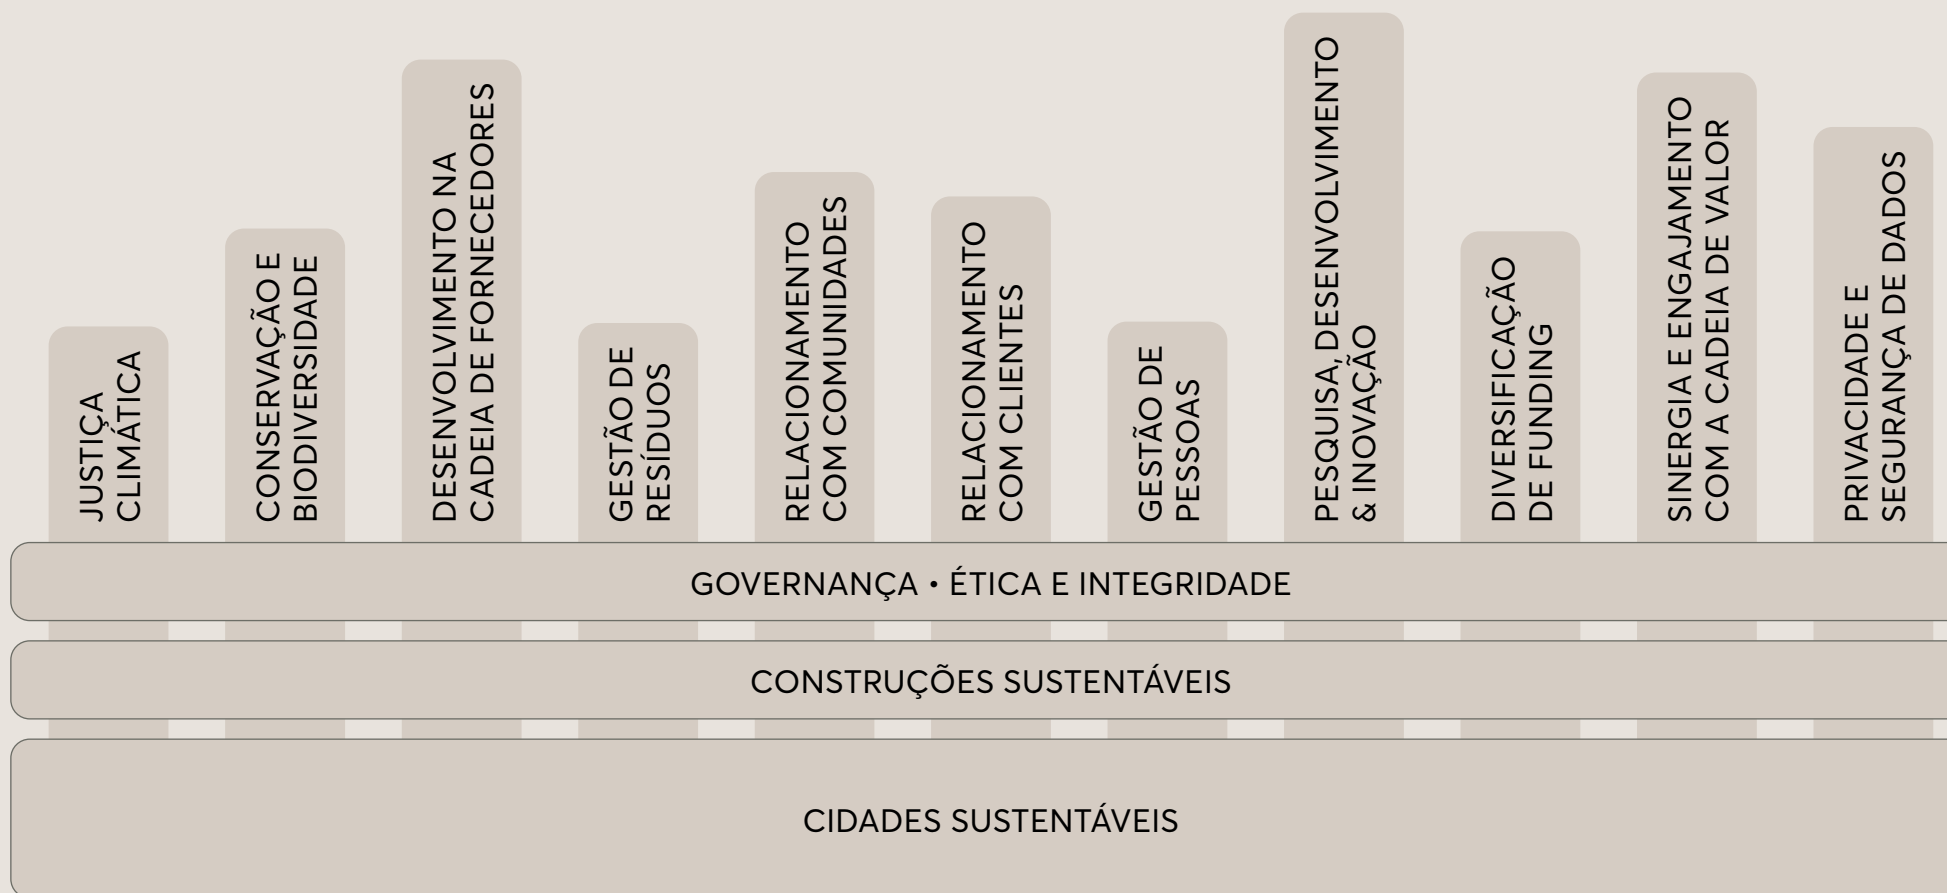 JUSTIÇA
CLIMÁTICA
CONSERVAÇÃO E
BIODIVERSIDADE
DESENVOLVIMENTO NA
CADEIA DE FORNECEDORES
GESTÃO DE
RESÍDUOS
RELACIONAMENTO
COM COMUNIDADES
RELACIONAMENTO
COM CLIENTES
GESTÃO DE
PESSOAS
PESQUISA, DESENVOLVIMENTO
& INOVAÇÃO
DIVERSIFICAÇÃO
DE FUNDING
SINERGIA E ENGAJAMENTO
COM A CADEIA DE VALOR
PRIVACIDADE E
SEGURANÇA DE DADOS
GOVERNANÇA • ÉTICA E INTEGRIDADE
CONSTRUÇÕES SUSTENTÁVEIS
CIDADES SUSTENTÁVEIS